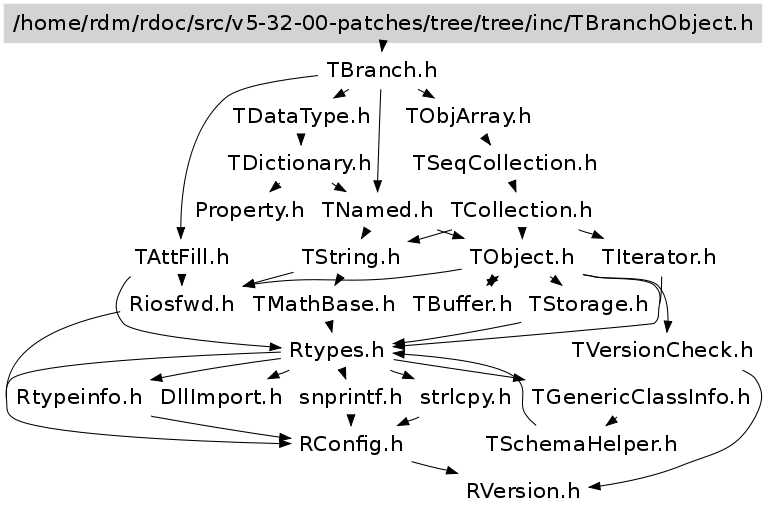 /home/rdm/rdoc/src/v5-32-00-patches/tree/tree/inc/TBranchObject.h
TBranch.h
TDataType.h TObjArray.h
TDictionary.h TSeqCollection.h
Property.h TNamed.h TCollection.h
TAttFill.h TString.h TObject.h TIterator.h
Riosfwd.h TMathBase.h TBuffer.h TStorage.h
Rtypes.h TVersionCheck.h
Rtypeinfo.h DllImport.h snprintf.h strlcpy.h TGenericClassInfo.h
RConfig.h TSchemaHelper.h
RVersion.h